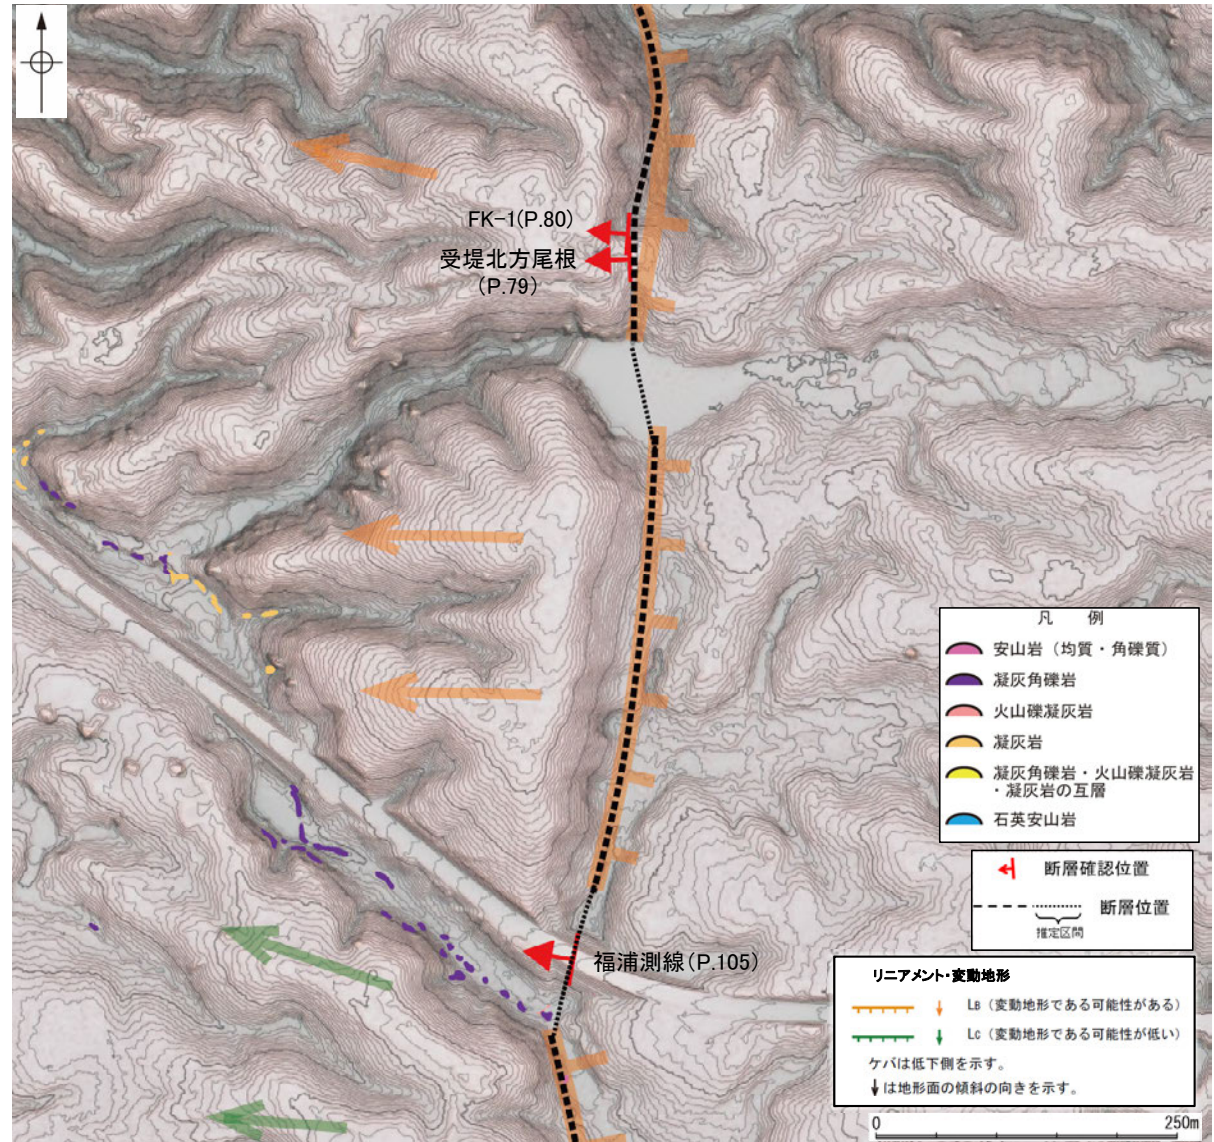 FK-1(P.80)
受堤北方尾根
(P.79)
福浦測線(P.105)
凡 例
安山岩（均質・角礫質）
凝灰角礫岩
火山礫凝灰岩
凝灰岩
凝灰角礫岩・火山礫凝灰岩
・凝灰岩の互層
石英安山岩
断層確認位置
断層位置
推定区間
リニアメント・変動地形
LB（変動地形である可能性がある）
LC（変動地形である可能性が低い）
ケバは低下側を示す。
は地形面の傾斜の向きを示す。
0 250m